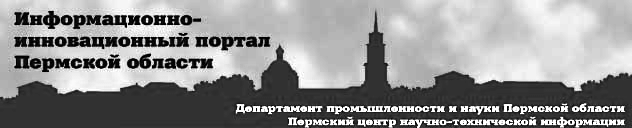 Информационно-
инновационный портал
Пермской области
Департамент промышленности и науки Пермской области
Пермский центр научно-технической информации